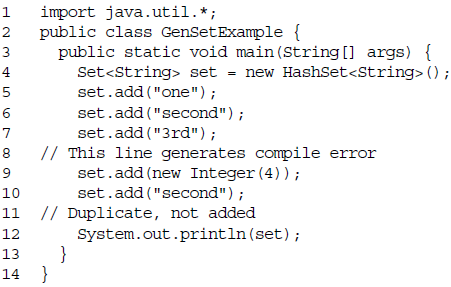 1 import java.util.*;
2 public class GenSetExample {
3 public static void main(String[] args) {
4 Set<String> set = new HashSet<String>();
5 set.add("one");
6 set.add("second");
7 set.add("3rd");
8 // This line generates compile error
9 set.add(new Integer(4));
10 set.add("second");
11 // Duplicate, not added
12 System.out.println(set);
13 }
14 }